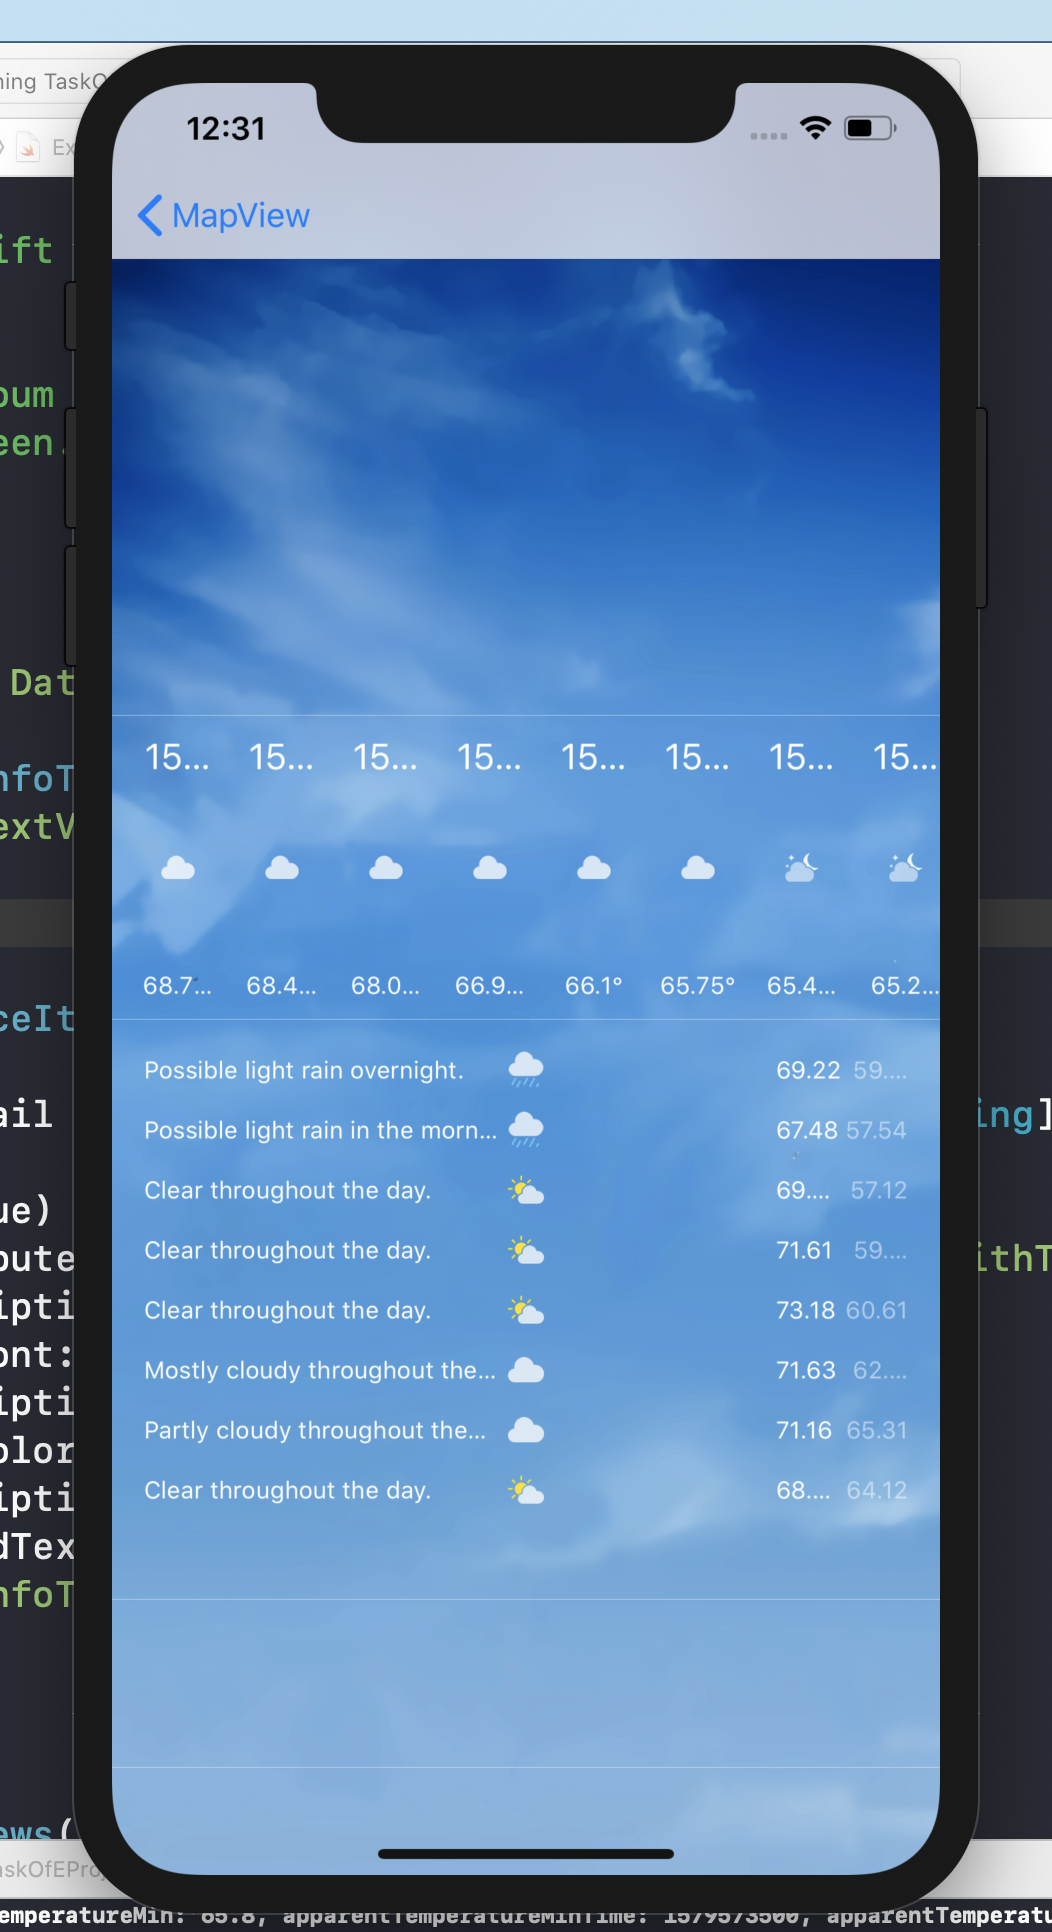 12:31
MapView
15... 15... 15... 15... 15... 15... 15... 15...
68.7... 68.4... 68.0... 66.9... 66.1° 65.75° 65.4... 65.2...
Possible light rain overnight. 69.22 59....
Possible light rain in the morn... 67.48 57.54
Clear throughout the day. 69.... 57.12
Clear throughout the day. 71.61 59....
Clear throughout the day. 73.18 60.61
Mostly cloudy throughout the... 71.63 62....
Partly cloudy throughout the... 71.16 65.31
Clear throughout the day. 68.... 64.12
ning TaskO
Ex
ift
bum
een.
Dat
nfoT
extV
ceIt
ail
ing]
ue)
bute
ithT
ipti
ont:
ipti
olor
ipti
dTex
nfoT
ews(
askOfEPro
emperatureMin: 65.8, apparentTemperatureMinTime: 1579573500, apparentTemperatu